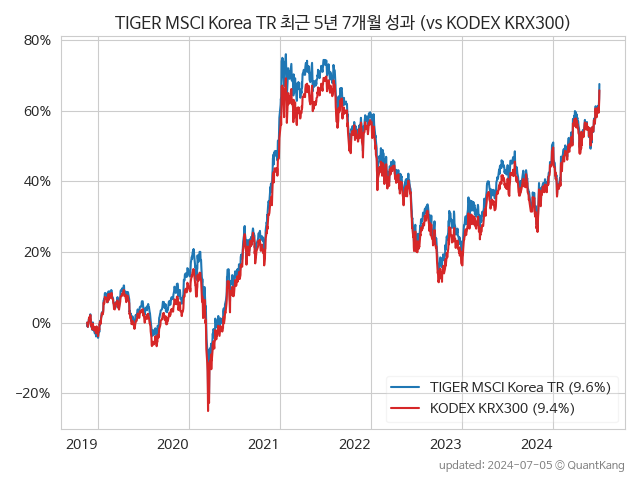 TIGER MSCI Korea TR 최근 5년 7개월 성과 (vs KODEX KRX300)
80%
60%
40%
20%
0%
−20%
TIGER MSCI Korea TR (9.6%)
KODEX KRX300 (9.4%)
2019 2020 2021 2022 2023 2024
updated: 2024-07-05 © QuantKang